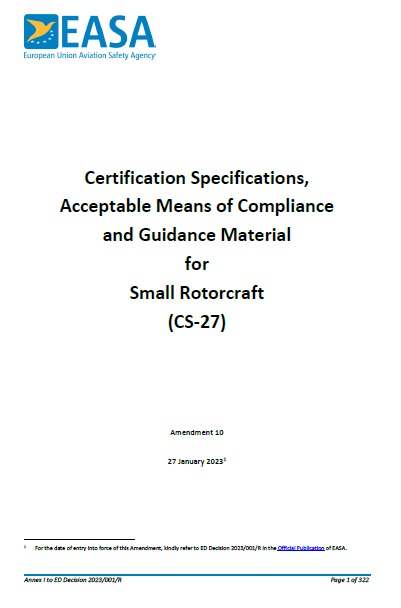 EASA
European Union Aviation Safety Agency
Certification Specifications,
Acceptable Means of Compliance
and Guidance Material
for
Small Rotorcraft
(CS-27)
Amendment 10
27 January 2023¹
¹ For the date of entry into force of this Amendment, kindly refer to ED Decision 2023/001/R in the Official Publication of EASA.
Annex I to ED Decision 2023/001/R Page 1 of 322